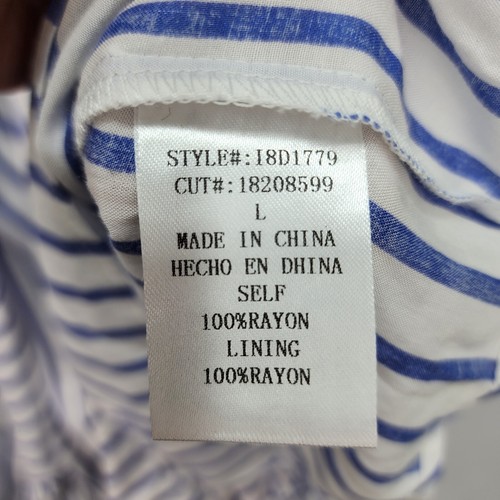 STYLE#:I8D1779
CUT#:18208599
L
MADE IN CHINA
HECHO EN DHINA
SELF
100%RAYON
LINING
100%RAYON